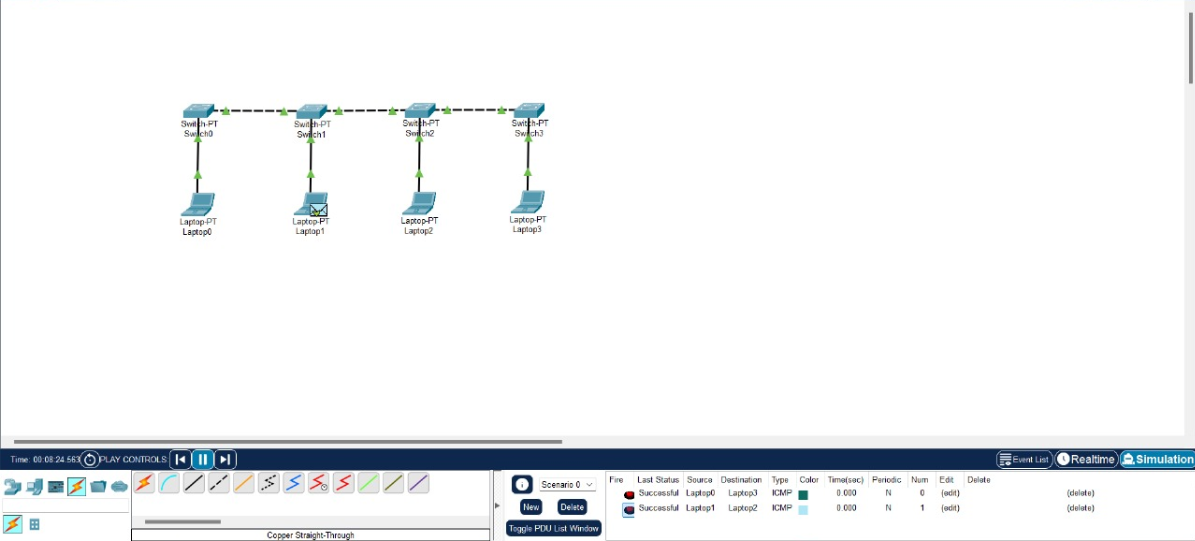 Switch-PT Switch-PT Switch-PT Switch-PT
Switch0 Switch1 Switch2 Switch3
Laptop-PT Laptop-PT Laptop-PT Laptop-PT
Laptop0 Laptop1 Laptop2 Laptop3
Time: 00:08:24.563 PLAY CONTROLS: Event List Realtime Simulation
Scenario 0
New Delete
Toggle PDU List Window
Fire Last Status Source Destination Type Color Time(sec) Periodic Num Edit Delete
Successful Laptop0 Laptop3 ICMP 0.000 N 0 (edit) (delete)
Successful Laptop1 Laptop2 ICMP 0.000 N 1 (edit) (delete)
Copper Straight-Through